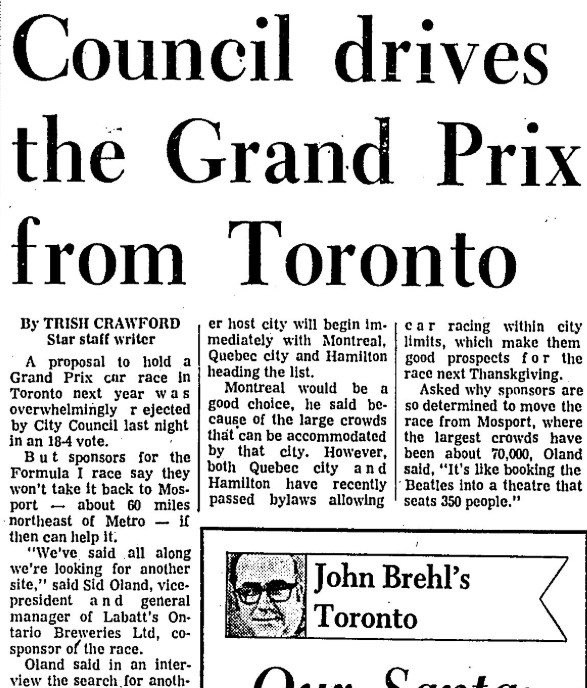 Council drives
the Grand Prix
from Toronto
By TRISH CRAWFORD
Star staff writer
A proposal to hold a
Grand Prix car race in
Toronto next year was
overwhelmingly r ejected
by City Council last night
in an 18-4 vote.
But sponsors for the
Formula I race say they
won't take it back to Mos-
port — about 60 miles
northeast of Metro — if
then can help it.
"We've said all along
we're looking for another
site," said Sid Oland, vice-
president and general
manager of Labatt's On-
tario Breweries Ltd, co-
sponsor of the race.
Oland said in an inter-
view the search for anoth-
er host city will begin im-
mediately with Montreal,
Quebec city and Hamilton
heading the list.
Montreal would be a
good choice, he said be-
cause of the large crowds
that can be accommodated
by that city. However,
both Quebec city and
Hamilton have recently
passed bylaws allowing
car racing within city
limits, which make them
good prospects for the
race next Thanskgiving.
Asked why sponsors are
so determined to move the
race from Mosport, where
the largest crowds have
been about 70,000, Oland
said, "It's like booking the
Beatles into a theatre that
seats 350 people."
John Brehl's
Toronto
Our Santa